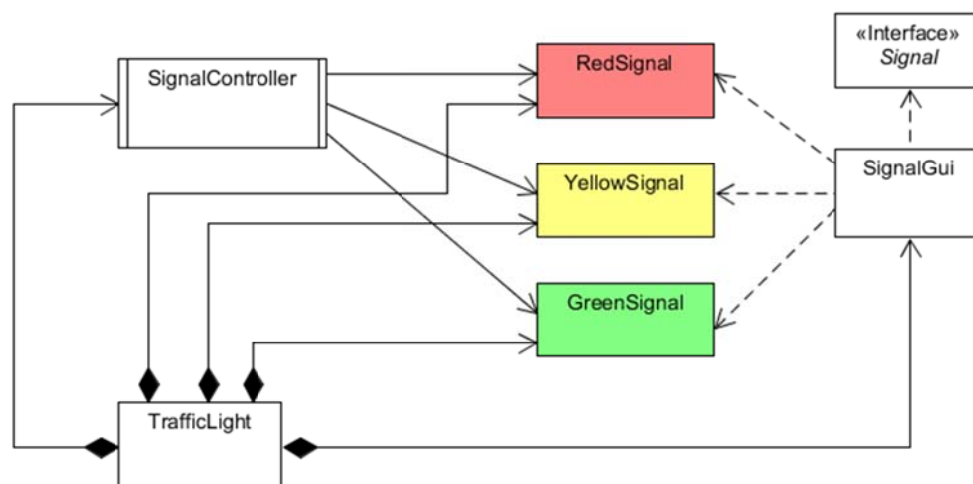 SignalController
RedSignal
«Interface»
Signal
YellowSignal
SignalGui
GreenSignal
TrafficLight